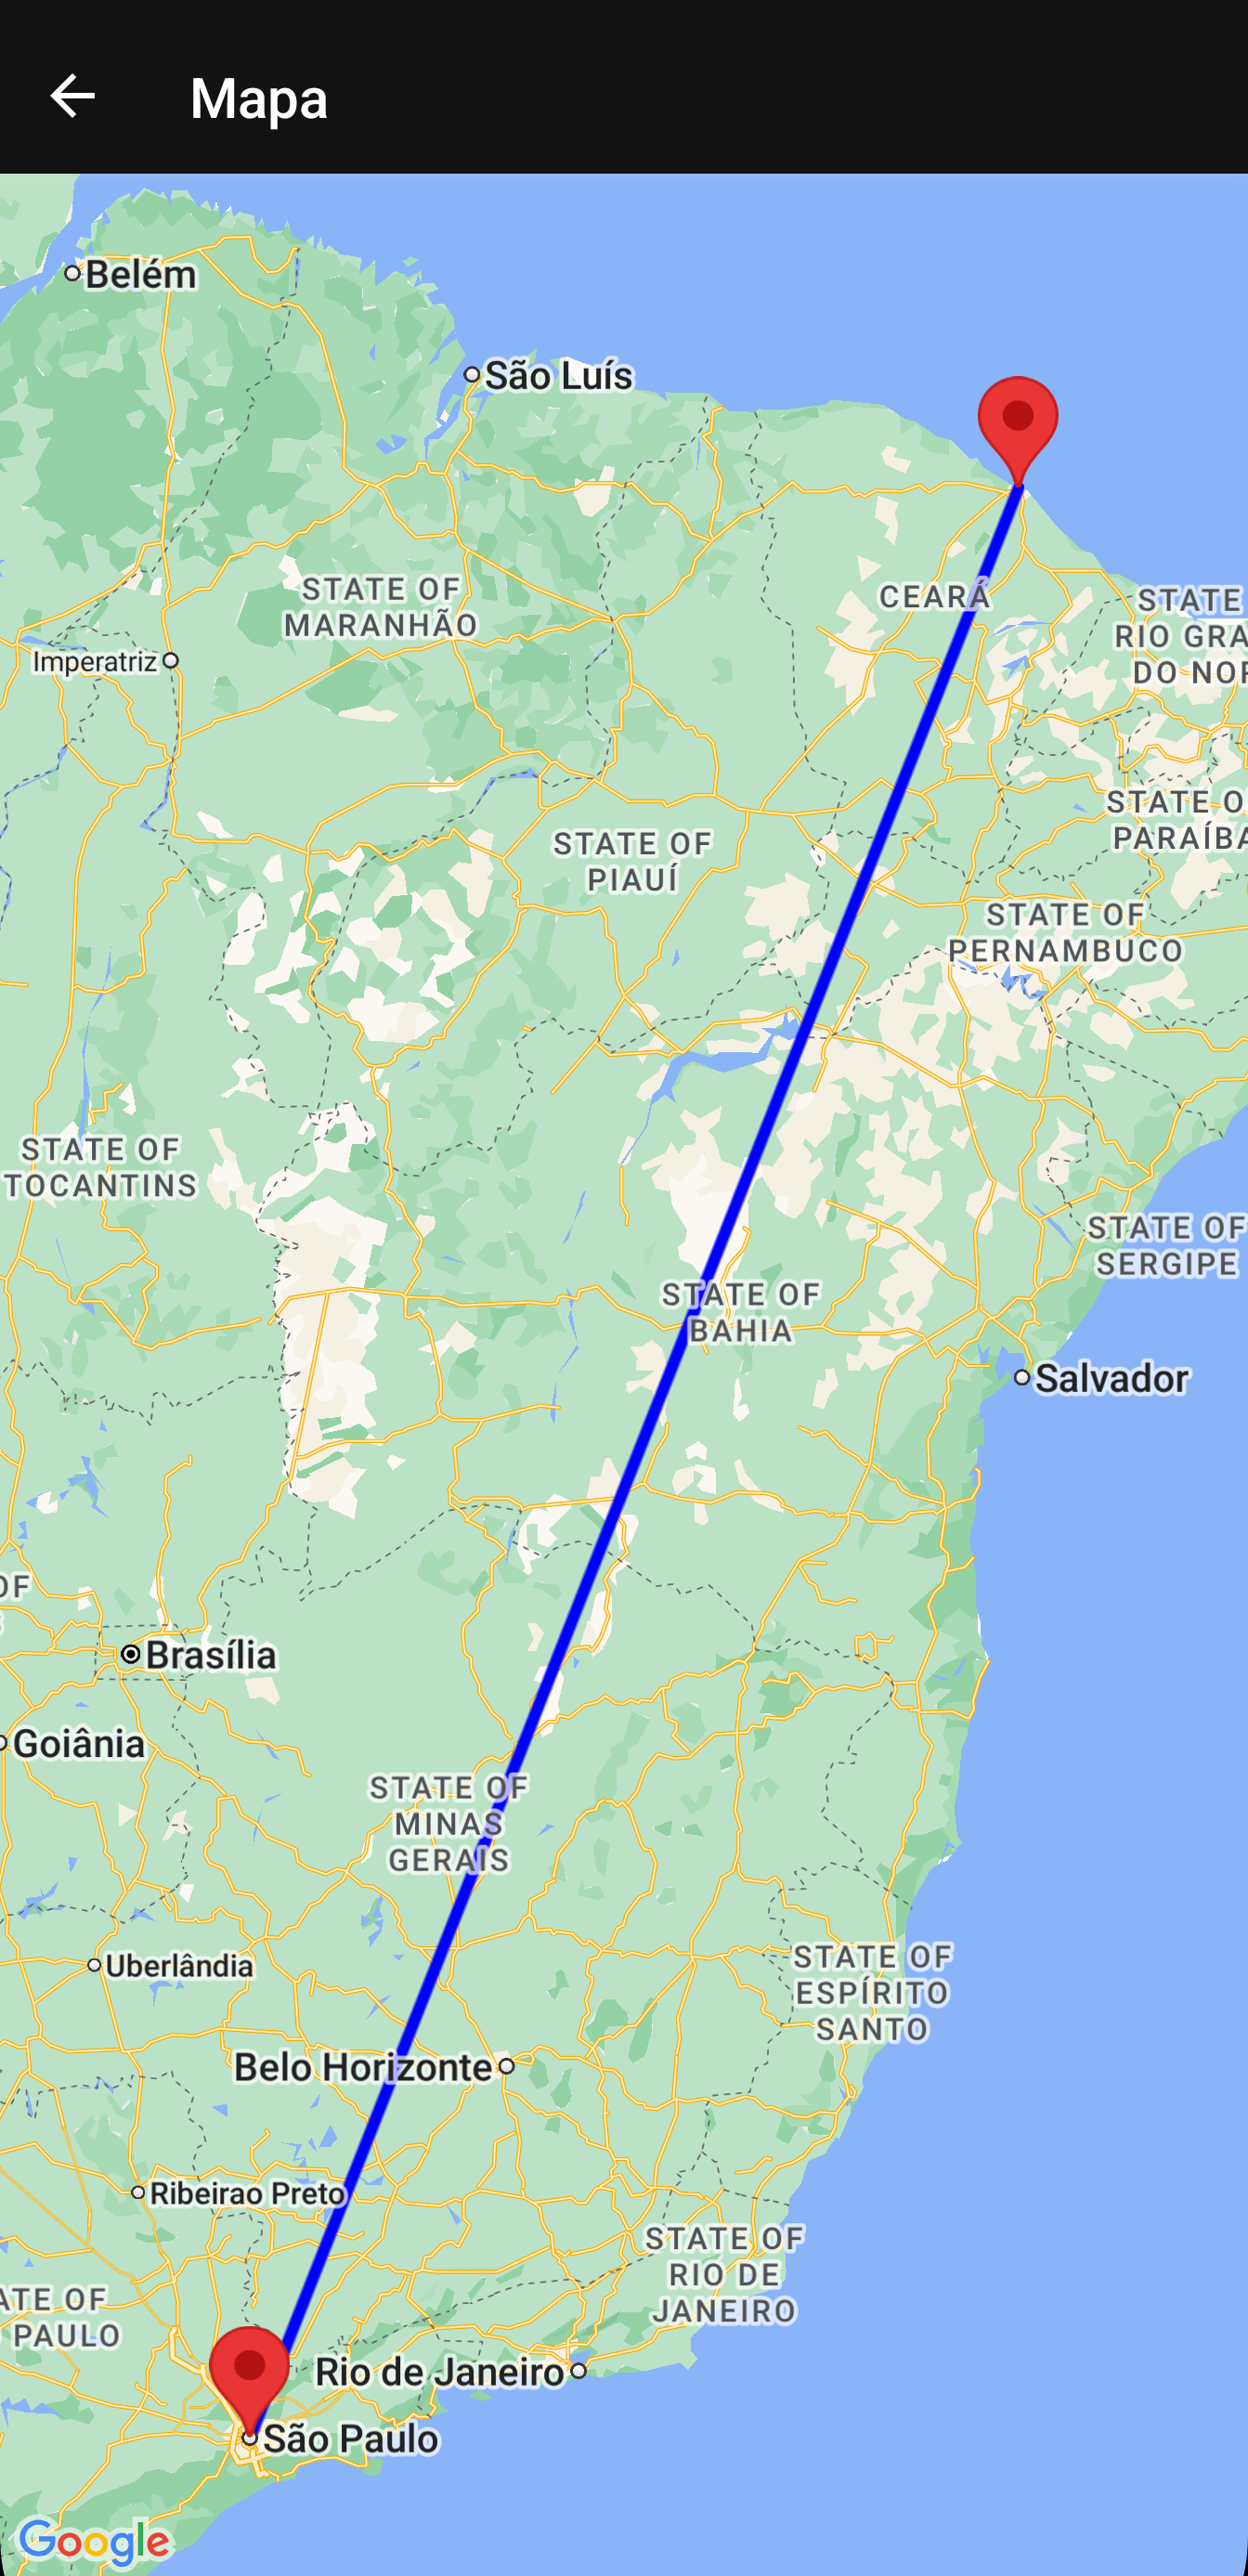 Mapa
Belém
São Luís
STATE OF
MARANHÃO
CEARÁ
STATE
RIO GRA
DO NOR
Imperatriz
STATE O
PARAÍBA
STATE OF
PIAUÍ
STATE OF
PERNAMBUCO
STATE OF
TOCANTINS
STATE OF
SERGIPE
STATE OF
BAHIA
Salvador
OF
Brasília
Goiânia
STATE OF
MINAS
GERAIS
Uberlândia
STATE OF
ESPÍRITO
SANTO
Belo Horizonte
Ribeirao Preto
STATE OF
RIO DE
JANEIRO
ATE OF
PAULO
Rio de Janeiro
São Paulo
Google